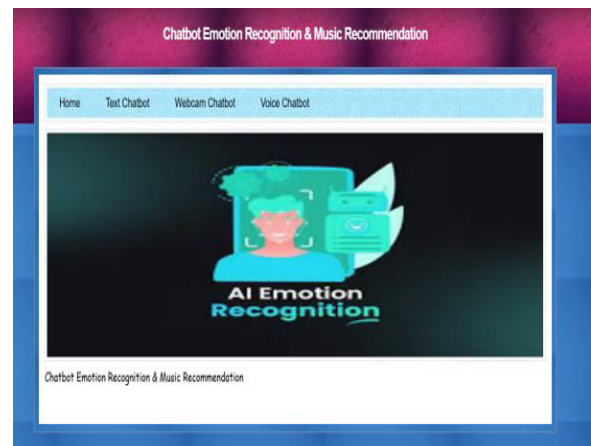 Chatbot Emotion Recognition & Music Recommendation
Home Text Chatbot Webcam Chatbot Voice Chatbot
AI Emotion
Recognition
Chatbot Emotion Recognition & Music Recommendation